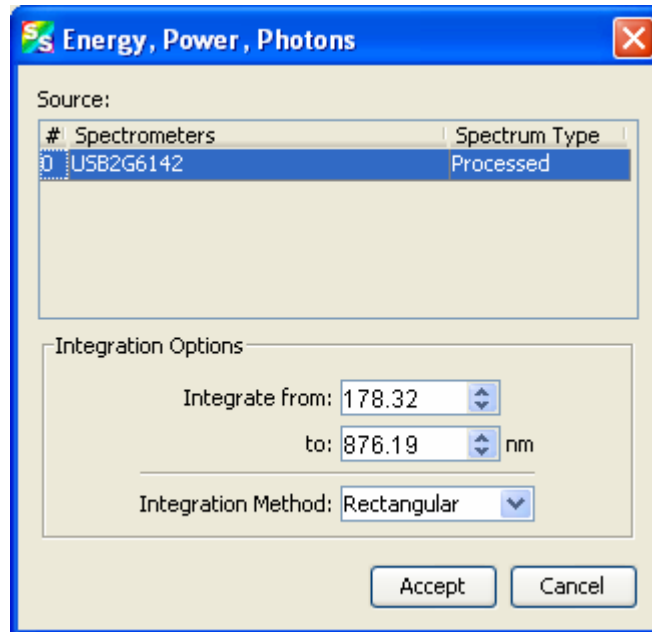 SS Energy, Power, Photons
Source:
# Spectrometers Spectrum Type
0 USB2G6142 Processed
Integration Options
Integrate from: 178.32
to: 876.19 nm
Integration Method: Rectangular
Accept Cancel